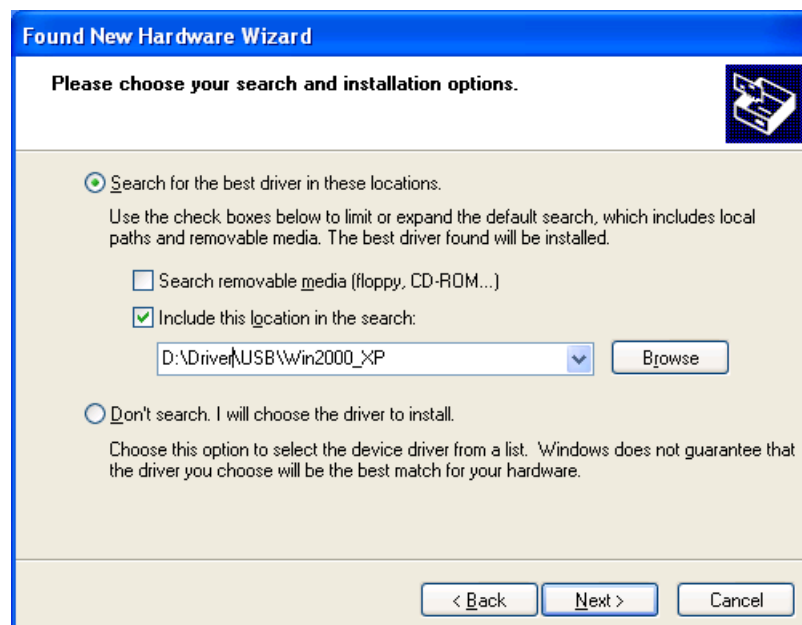 Found New Hardware Wizard
Please choose your search and installation options.
Search for the best driver in these locations.
Use the check boxes below to limit or expand the default search, which includes local
paths and removable media. The best driver found will be installed.
Search removable media (floppy, CD-ROM...)
Include this location in the search:
D:\Driver\USB\Win2000_XP
Browse
Don't search. I will choose the driver to install.
Choose this option to select the device driver from a list. Windows does not guarantee that
the driver you choose will be the best match for your hardware.
< Back Next > Cancel